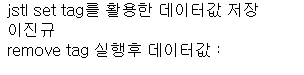 jstl set tag를 활용한 데이터값 저장
이진규
remove tag 실행후 데이터값 :